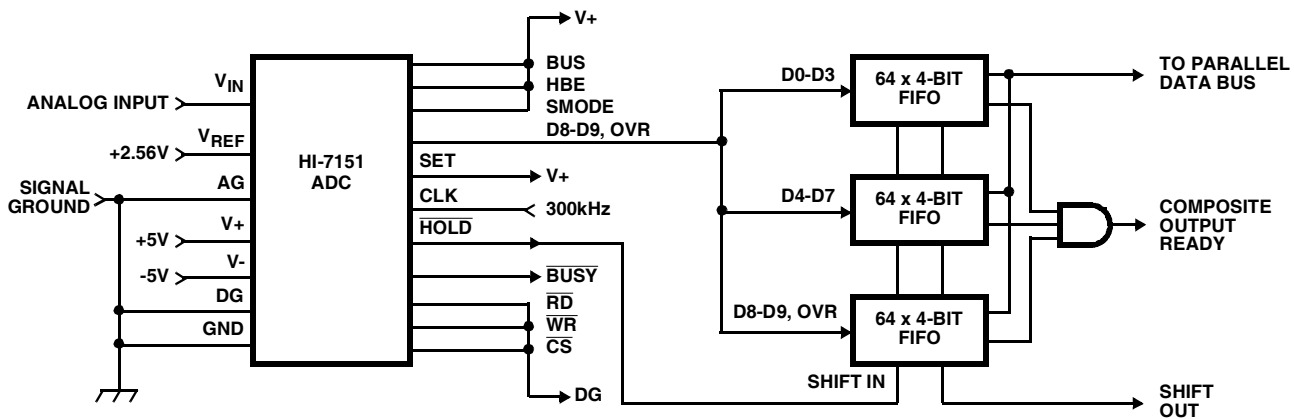 V+
BUS
HBE
SMODE
D8-D9, OVR
SET
V+
CLK
300kHz
HOLD
BUSY
RD
WR
CS
DG
VIN
ANALOG INPUT
VREF
+2.56V
AG
SIGNAL
GROUND
V+
+5V
V-
-5V
DG
GND
HI-7151
ADC
D0-D3
64 x 4-BIT
FIFO
D4-D7
64 x 4-BIT
FIFO
D8-D9, OVR
64 x 4-BIT
FIFO
SHIFT IN
TO PARALLEL
DATA BUS
COMPOSITE
OUTPUT
READY
SHIFT
OUT